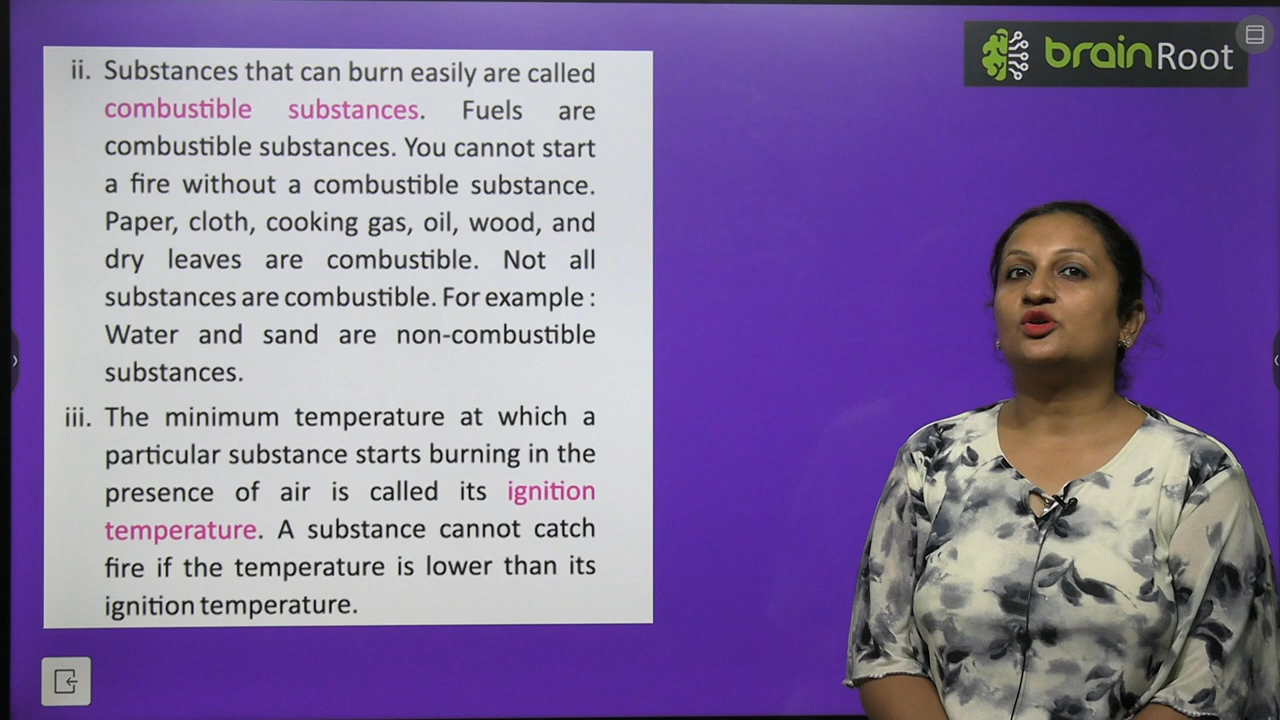 brainRoot
ii. Substances that can burn easily are called
combustible substances. Fuels are
combustible substances. You cannot start
a fire without a combustible substance.
Paper, cloth, cooking gas, oil, wood, and
dry leaves are combustible. Not all
substances are combustible. For example :
Water and sand are non-combustible
substances.
iii. The minimum temperature at which a
particular substance starts burning in the
presence of air is called its ignition
temperature. A substance cannot catch
fire if the temperature is lower than its
ignition temperature.